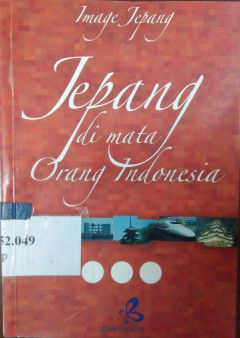 Image Jepang
Jepang
di mata
Orang Indonesia
52.049
p